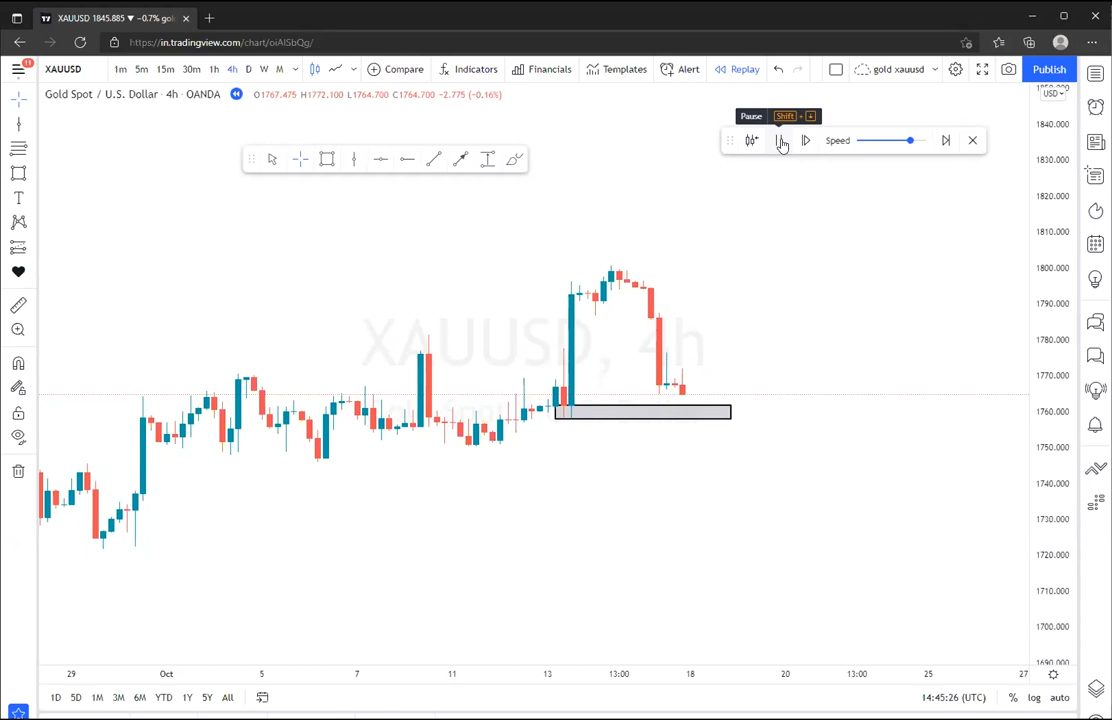 XAUUSD 1845.885 ▼ −0.7% gol
https://in.tradingview.com/chart/oiAlSbQg/
11
XAUUSD 1m 5m 15m 30m 1h 4h D W M Compare Indicators Financials Templates Alert Replay gold xauusd Publish
Gold Spot / U.S. Dollar · 4h · OANDA O1767.475 H1772.100 L1764.700 C1764.700 −2.775 (−0.16%)
USD
Pause Shift + ↓
Speed
XAUUSD, 4h
1840.000
1830.000
1820.000
1810.000
1800.000
1790.000
1780.000
1770.000
1760.000
1750.000
1740.000
1730.000
1720.000
1710.000
1700.000
1690.000
29 Oct 5 7 11 13 13:00 18 20 13:00 25 27
1D 5D 1M 3M 6M YTD 1Y 5Y All 14:45:26 (UTC) % log auto